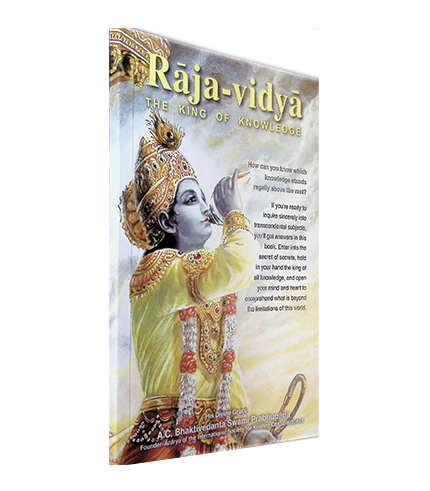 Rāja-vidyā
THE KING OF KNOWLEDGE
How can you know which
knowledge stands
regally above the rest?
If you're ready to
inquire sincerely into
transcendental subjects,
you'll get answers in this
book. Enter into the
secret of secrets, hold
in your hand the king of
all knowledge, and open
your mind and heart to
comprehend what is beyond
the limitations of this world.
His Divine Grace
A.C. Bhaktivedanta Swami Prabhupāda
Founder-Ācārya of the International Society for Krishna Consciousness